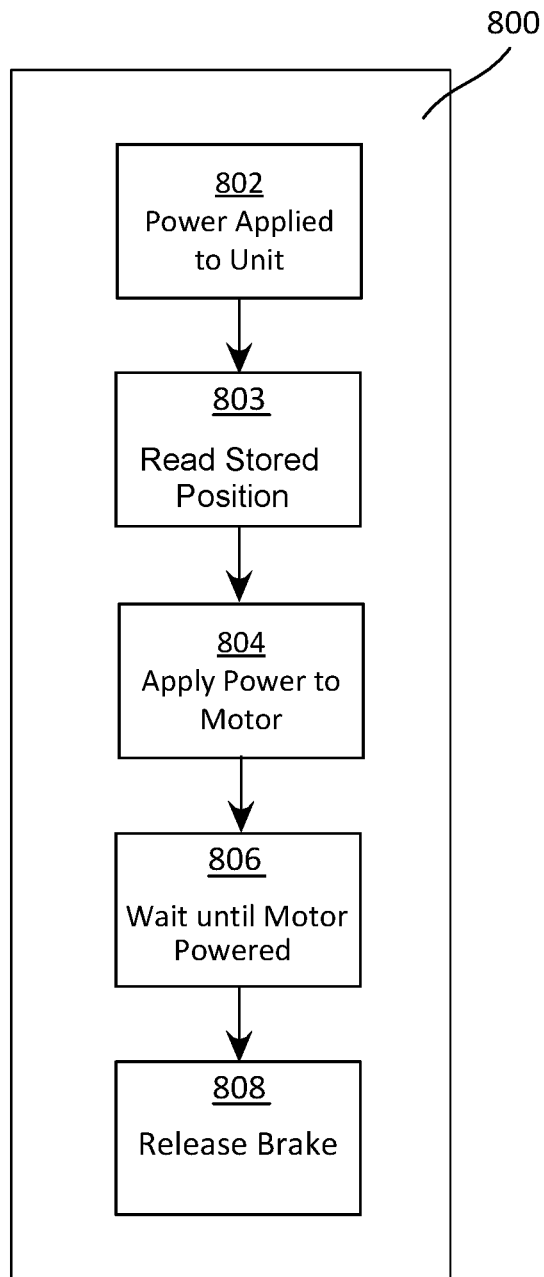 800
802
Power Applied
to Unit
803
Read Stored
Position
804
Apply Power to
Motor
806
Wait until Motor
Powered
808
Release Brake